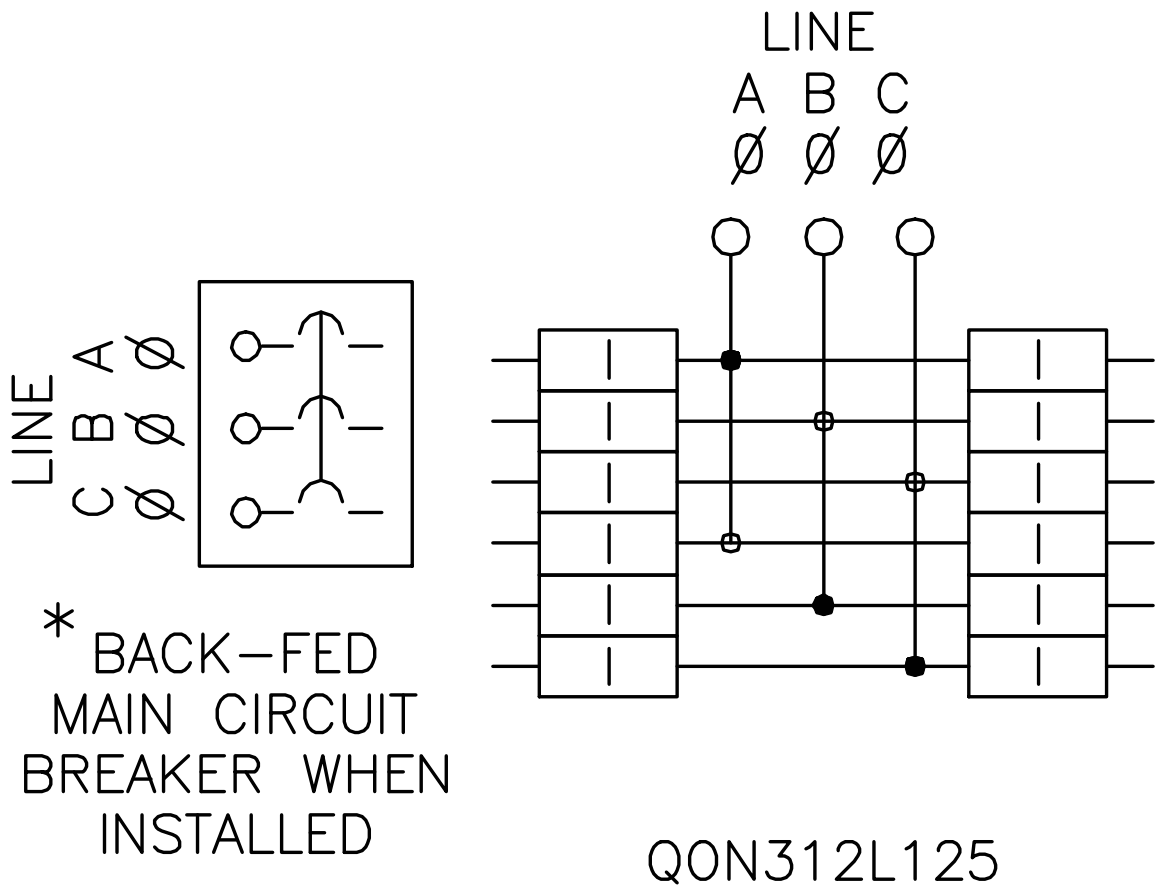 LINE
A B C
Ø Ø Ø
LINE
A Ø
B Ø
C Ø
* BACK-FED
MAIN CIRCUIT
BREAKER WHEN
INSTALLED
QON312L125